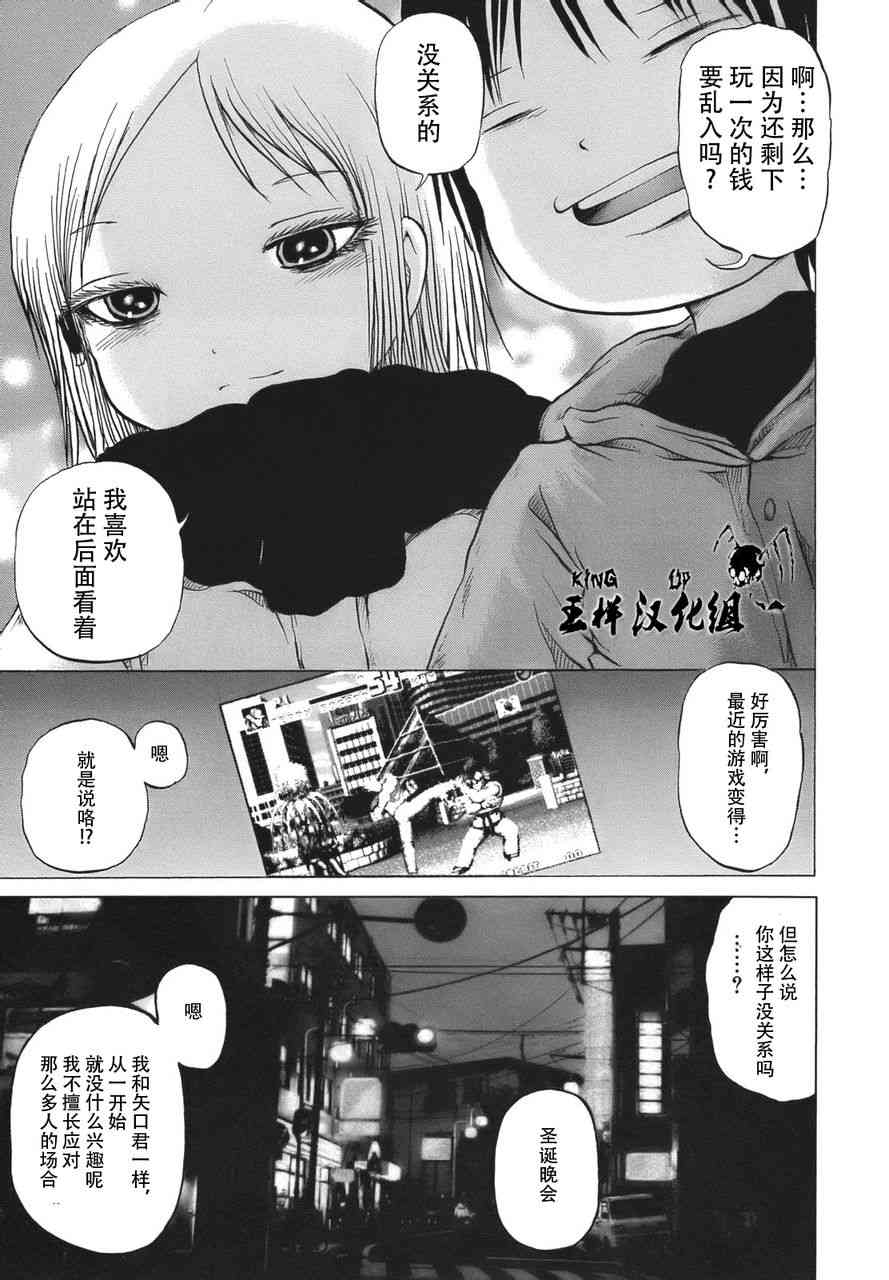 啊…那么…
因为还剩下
玩一次的钱
要乱入吗？
没关系的
我喜欢
站在后面看着
KING
王样汉化组
好厉害啊，
最近的游戏变得…
嗯
就是说咯!?
但怎么说
你这样子没关系吗
……？
圣诞晚会
嗯
我和矢口君一样，
从一开始
就没什么兴趣呢
我不擅长应对
那么多人的场合
…